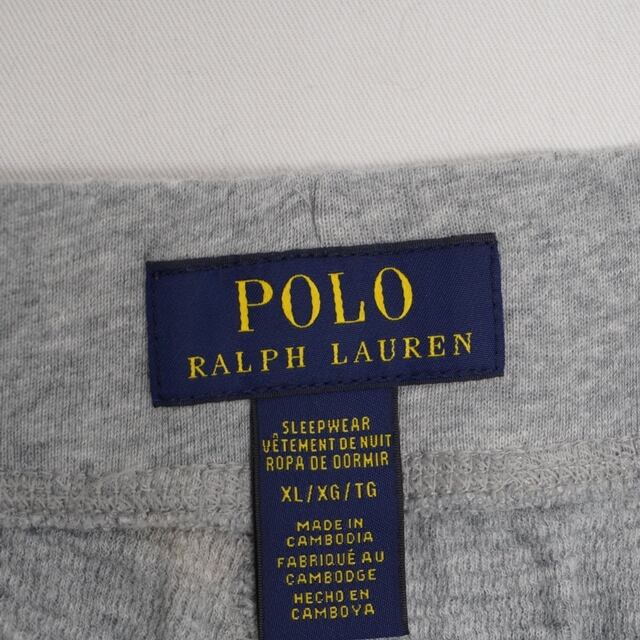 POLO
RALPH LAUREN
SLEEPWEAR
VÊTEMENT DE NUIT
ROPA DE DORMIR
XL/XG/TG
MADE IN
CAMBODIA
FABRIQUÉ AU
CAMBODGE
HECHO EN
CAMBOYA